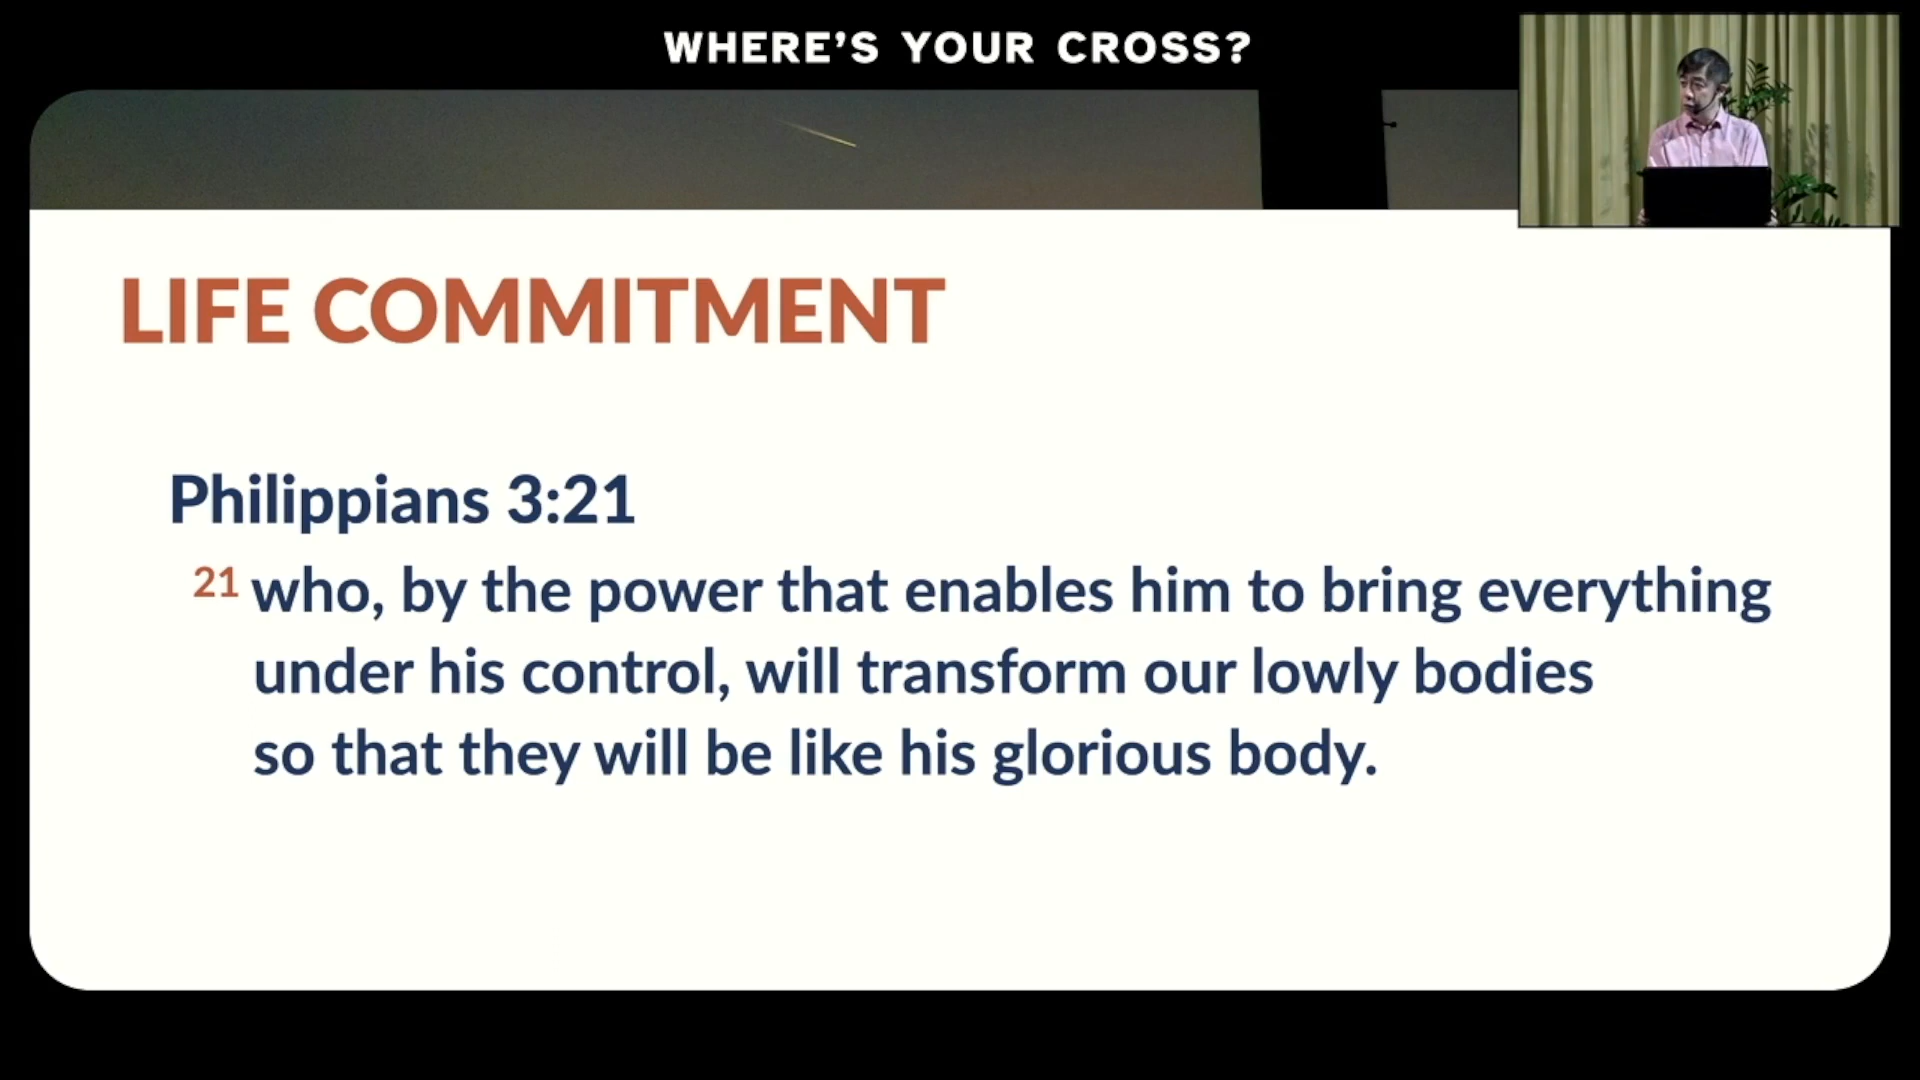 WHERE'S YOUR CROSS?
LIFE COMMITMENT
Philippians 3:21
21 who, by the power that enables him to bring everything
under his control, will transform our lowly bodies
so that they will be like his glorious body.